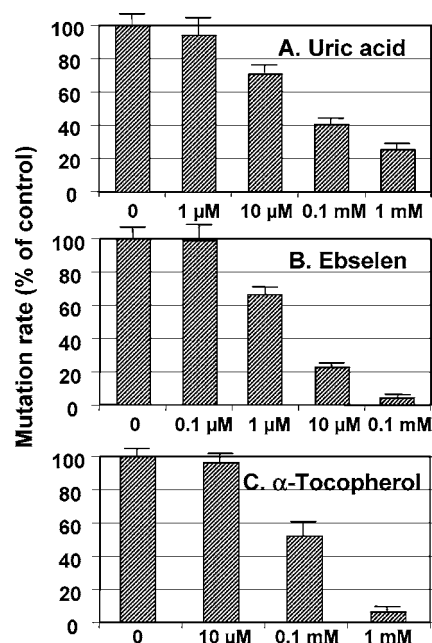 Mutation rate (% of control)
A. Uric acid
100
80
60
40
20
0
0 1 µM 10 µM 0.1 mM 1 mM
B. Ebselen
100
80
60
40
20
0
0 0.1 µM 1 µM 10 µM 0.1 mM
C. α-Tocopherol
100
80
60
40
20
0
0 10 µM 0.1 mM 1 mM